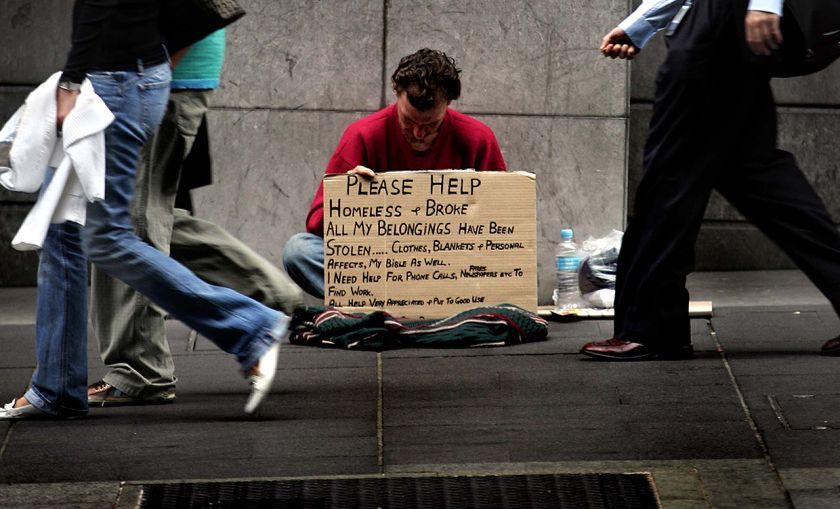 PLEASE HELP
HOMELESS + BROKE
ALL MY BELONGINGS HAVE BEEN
STOLEN..... CLOTHES, BLANKETS + PERSONAL
AFFECTS, MY BIBLE AS WELL.
I NEED HELP FOR PHONE CALLS, FARES NEWSPAPERS ETC TO
FIND WORK.
ALL HELP VERY APPRECIATED + PUT TO GOOD USE